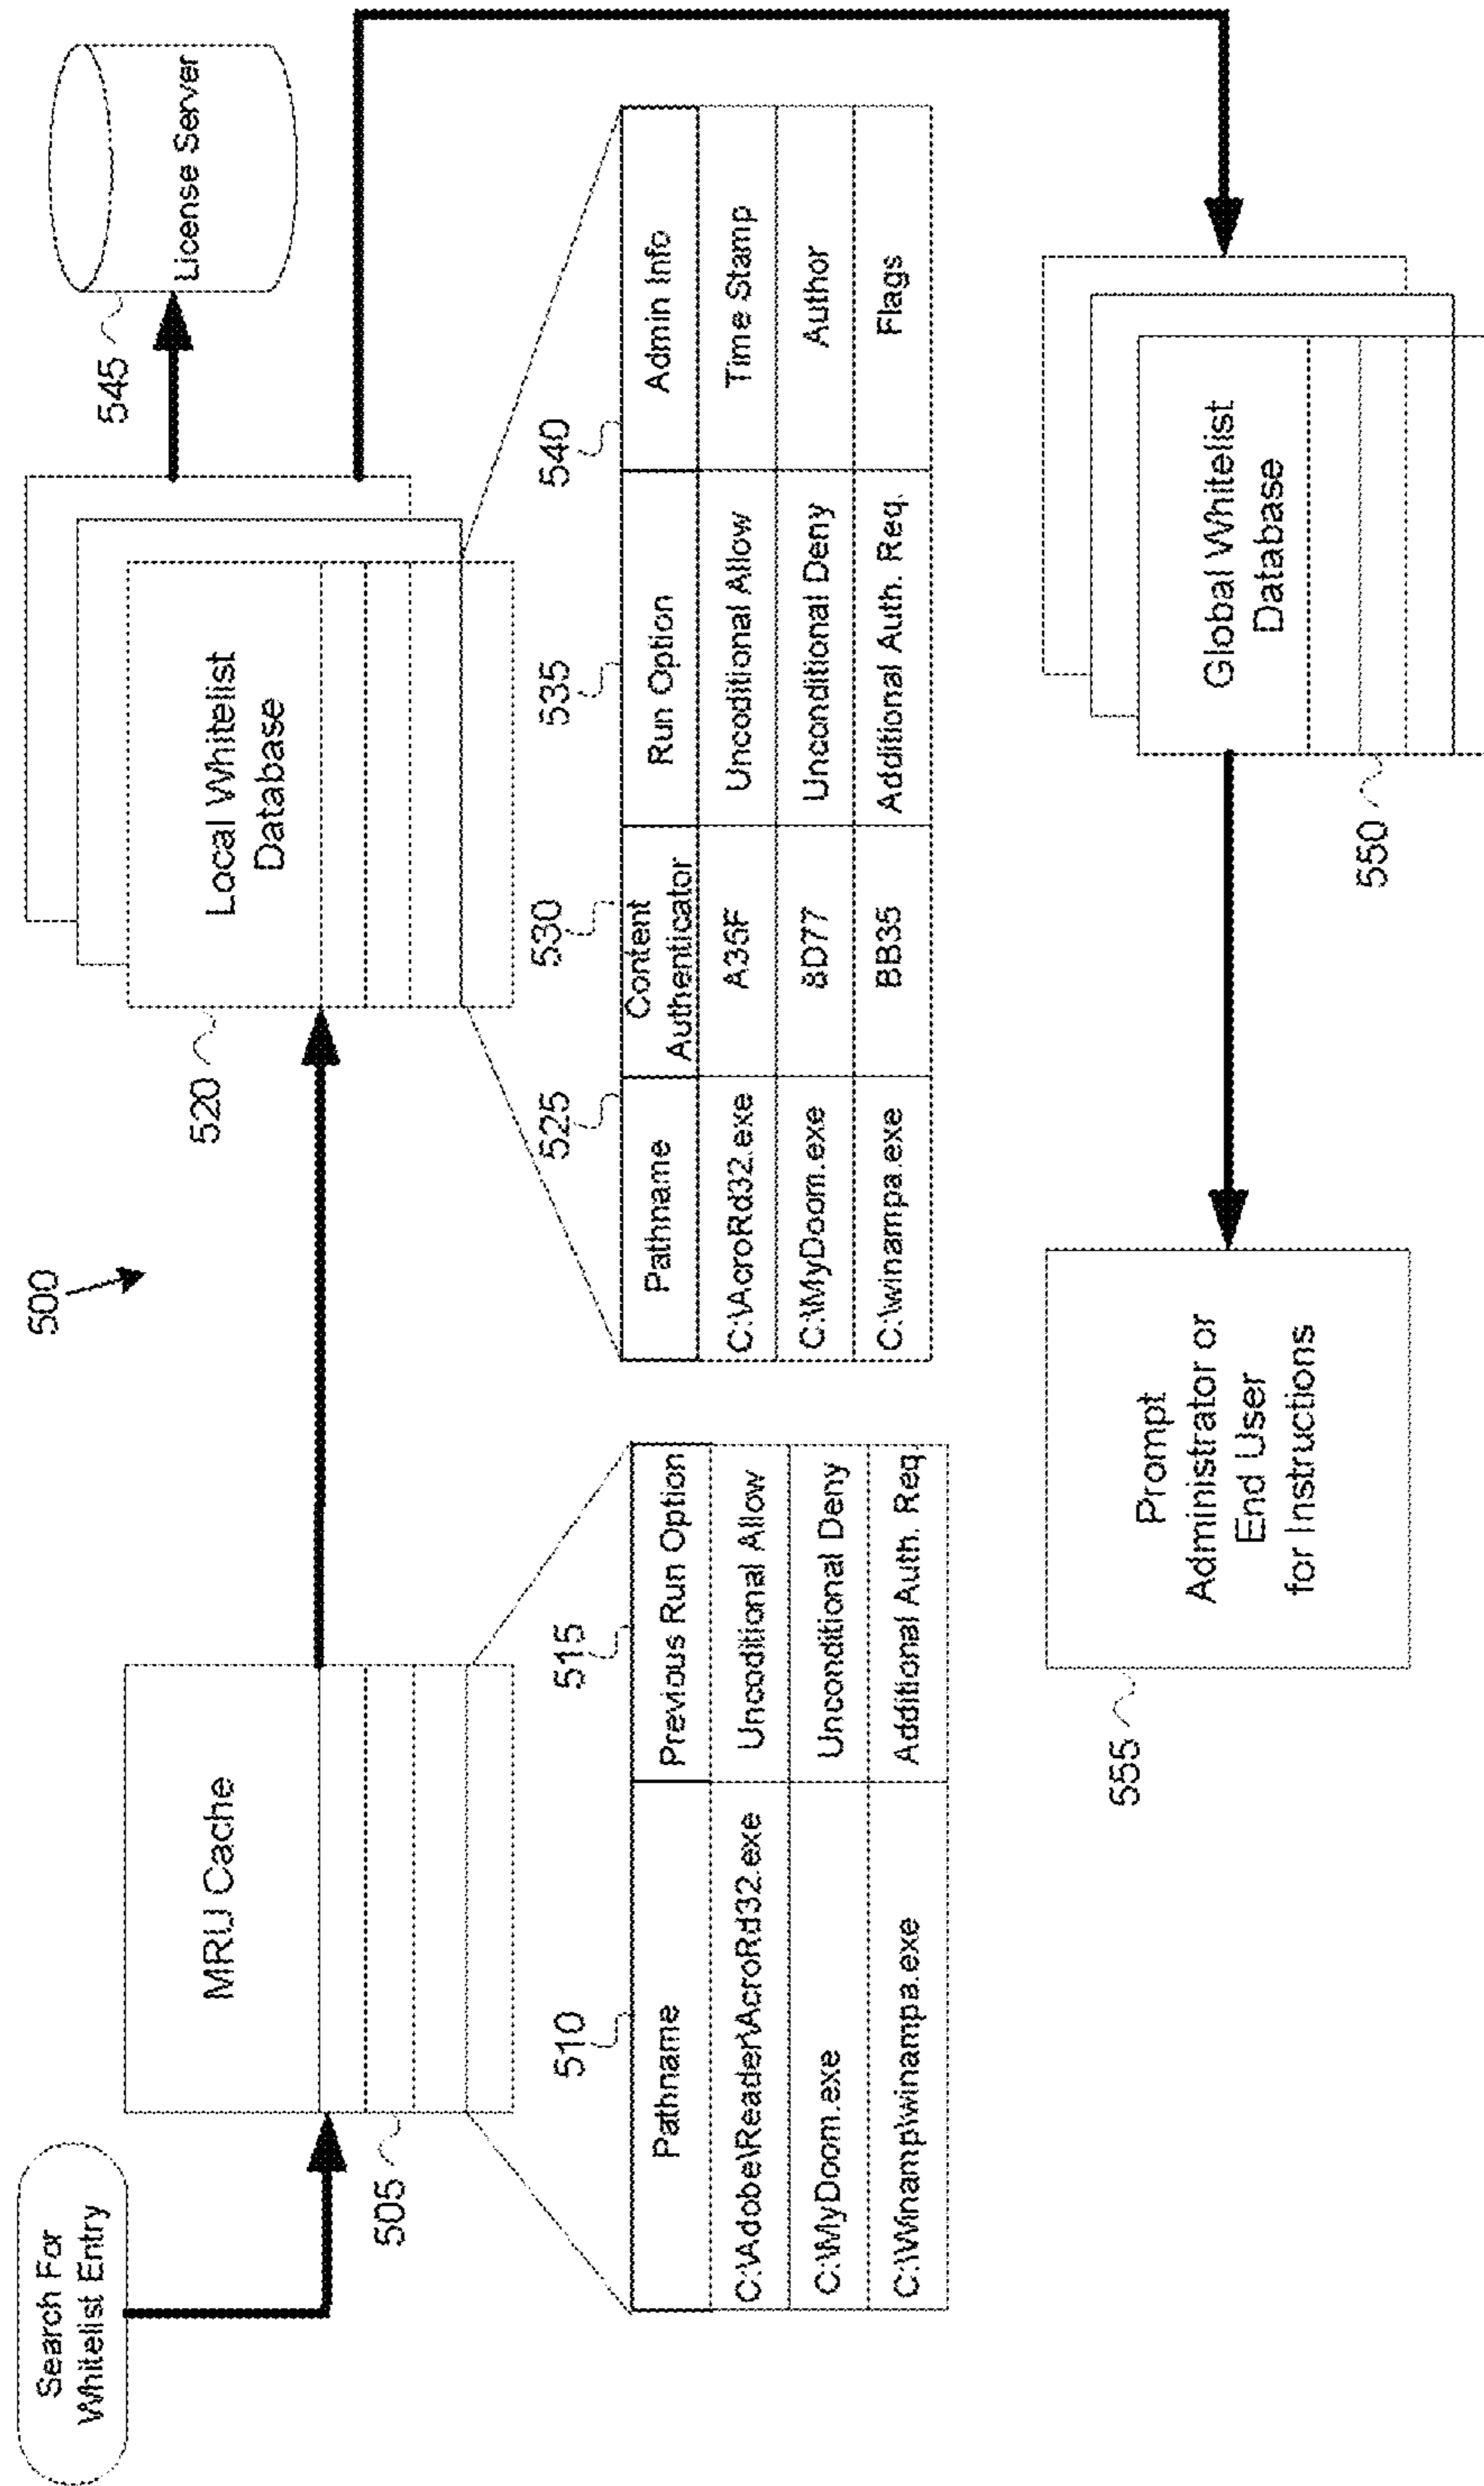 500
Search For
Whitelist Entry
MRU Cache
505
Local Whitelist
Database
520
License Server
545
510
515
Pathname
Previous Run Option
C:\Adobe\Reader\AcroRd32.exe
Uncoditional Allow
C:\MyDoom.exe
Unconditional Deny
C:\Winamp\winampa.exe
Additional Auth. Req.
525
530
535
540
Pathname
Content
Authenticator
Run Option
Admin Info
C:\AcroRd32.exe
A35F
Uncoditional Allow
Time Stamp
C:\MyDoom.exe
8D77
Unconditional Deny
Author
C:\winampa.exe
BB35
Additional Auth. Req.
Flags
555
Prompt
Administrator or
End User
for Instructions
Global Whitelist
Database
550